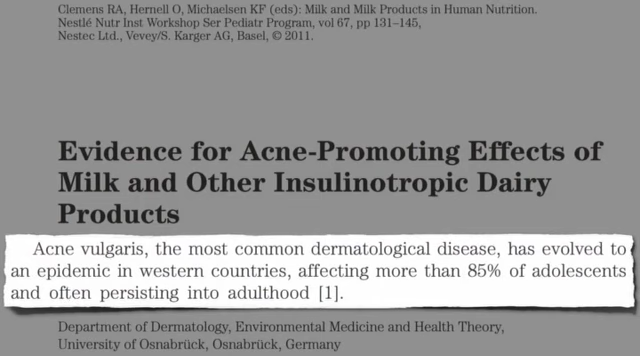 Clemens RA, Hernell O, Michaelsen KF (eds): Milk and Milk Products in Human Nutrition.
Nestlé Nutr Inst Workshop Ser Pediatr Program, vol 67, pp 131–145,
Nestec Ltd., Vevey/S. Karger AG, Basel, © 2011.
Evidence for Acne-Promoting Effects of
Milk and Other Insulinotropic Dairy
Products
Acne vulgaris, the most common dermatological disease, has evolved to
an epidemic in western countries, affecting more than 85% of adolescents
and often persisting into adulthood [1].
Department of Dermatology, Environmental Medicine and Health Theory,
University of Osnabrück, Osnabrück, Germany